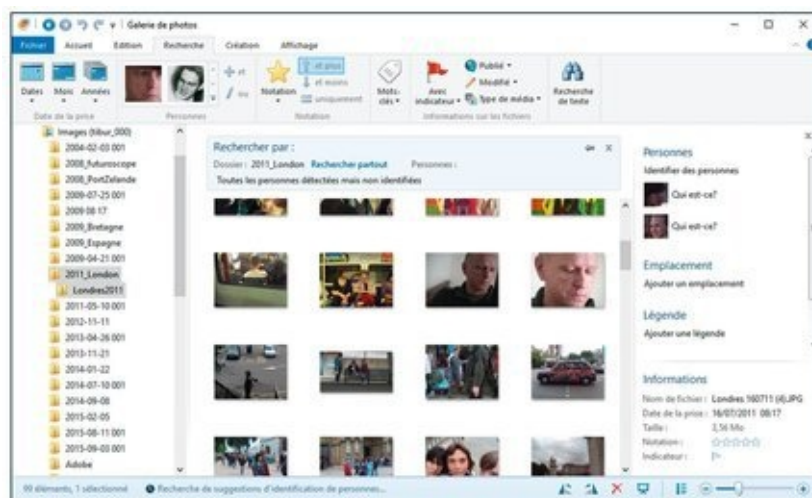 Galerie de photos
Fichier Accueil Edition Recherche Création Affichage
Dates Mois Années et ou Notation et plus et moins uniquement Mots-clés Avec indicateur Publié Modifié Type de média Recherche de texte
Date de la prise Personnes Notation Informations sur les fichiers
Images (tibur_000)
2004-02-03 001
2008_futuroscope
2008_PortZelande
2009-07-25 001
2009 08 17
2009_Bretagne
2009_Espagne
2009-04-21 001
2011_London
Londres2011
2011-05-10 001
2012-11-11
2013-04-26 001
2013-11-21
2014-01-22
2014-07-10 001
2014-09-08
2015-02-05
2015-08-11 001
2015-09-03 001
Adobe
Rechercher par :
Dossier : 2011_London Rechercher partout Personnes :
Toutes les personnes détectées mais non identifiées
Personnes
Identifier des personnes
Qui est-ce?
Qui est-ce?
Emplacement
Ajouter un emplacement
Légende
Ajouter une légende
Informations
Nom de fichier : Londres 160711 (4).JPG
Date de la prise : 16/07/2011 08:17
Taille : 3,56 Mo
Notation :
Indicateur :
99 éléments, 1 sélectionné Recherche de suggestions d'identification de personnes...